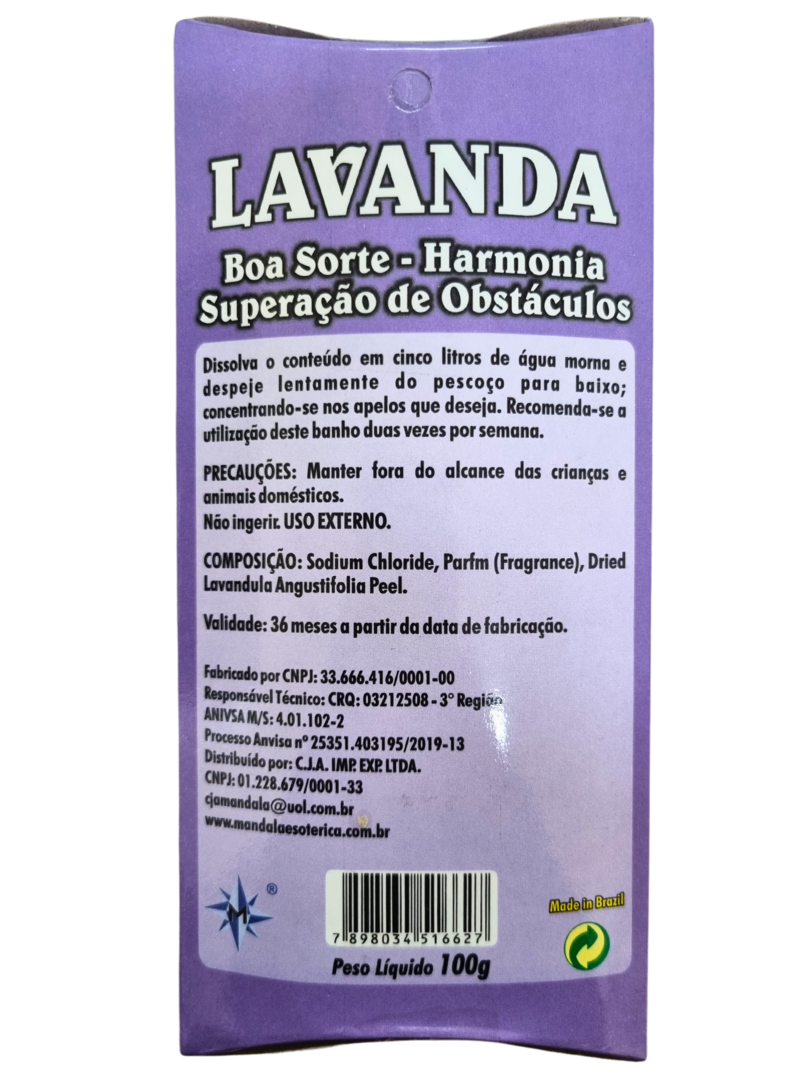 LAVANDA
Boa Sorte - Harmonia
Superação de Obstáculos
Dissolva o conteúdo em cinco litros de água morna e
despeje lentamente do pescoço para baixo;
concentrando-se nos apelos que deseja. Recomenda-se a
utilização deste banho duas vezes por semana.
PRECAUÇÕES: Manter fora do alcance das crianças e
animais domésticos.
Não ingerir. USO EXTERNO.
COMPOSIÇÃO: Sodium Chloride, Parfm (Fragrance), Dried
Lavandula Angustifolia Peel.
Validade: 36 meses a partir da data de fabricação.
Fabricado por CNPJ: 33.666.416/0001-00
Responsável Técnico: CRQ: 03212508 - 3° Região
ANIVSA M/S: 4.01.102-2
Processo Anvisa nº 25351.403195/2019-13
Distribuído por: C.J.A. IMP. EXP. LTDA.
CNPJ: 01.228.679/0001-33
cjamandala@uol.com.br
www.mandalaesoterica.com.br
M ®
7 898034 516627
Made in Brazil
Peso Líquido 100g